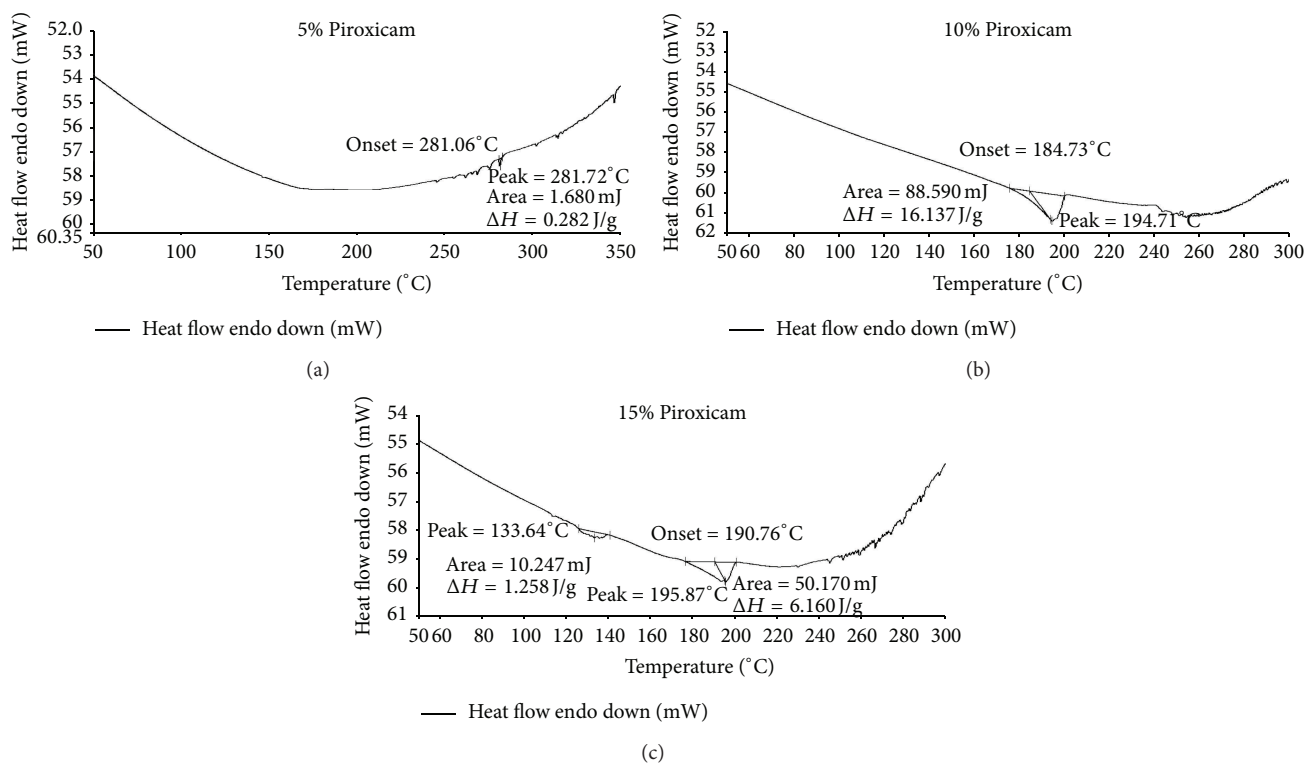 5% Piroxicam
Heat flow endo down (mW)
52.0
53
54
55
56
57
58
59
60
60.35
Onset = 281.06°C
Peak = 281.72°C
Area = 1.680 mJ
ΔH = 0.282 J/g
50 100 150 200 250 300 350
Temperature (°C)
Heat flow endo down (mW)
(a)
10% Piroxicam
Heat flow endo down (mW)
52
53
54
55
56
57
58
59
60
61
62
Onset = 184.73°C
Area = 88.590 mJ
ΔH = 16.137 J/g
Peak = 194.71°C
50 60 80 100 120 140 160 180 200 220 240 260 280 300
Temperature (°C)
Heat flow endo down (mW)
(b)
15% Piroxicam
Heat flow endo down (mW)
54
55
56
57
58
59
60
61
Peak = 133.64°C
Area = 10.247 mJ
ΔH = 1.258 J/g
Onset = 190.76°C
Peak = 195.87°C
Area = 50.170 mJ
ΔH = 6.160 J/g
50 60 80 100 120 140 160 180 200 220 240 260 280 300
Temperature (°C)
Heat flow endo down (mW)
(c)